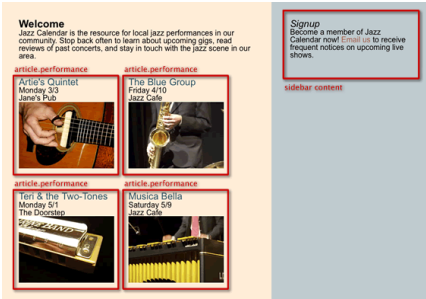 Welcome
Jazz Calendar is the resource for local jazz performances in our
community. Stop back often to learn about upcoming gigs, read
reviews of past concerts, and stay in touch with the jazz scene in our
area.
article.performance
article.performance
Artie's Quintet
Monday 3/3
Jane's Pub
The Blue Group
Friday 4/10
Jazz Cafe
article.performance
article.performance
Teri & the Two-Tones
Monday 5/1
The Doorstep
Musica Bella
Saturday 5/9
Jazz Cafe
Signup
Become a member of Jazz
Calendar now! Email us to receive
frequent notices on upcoming live
shows.
sidebar content